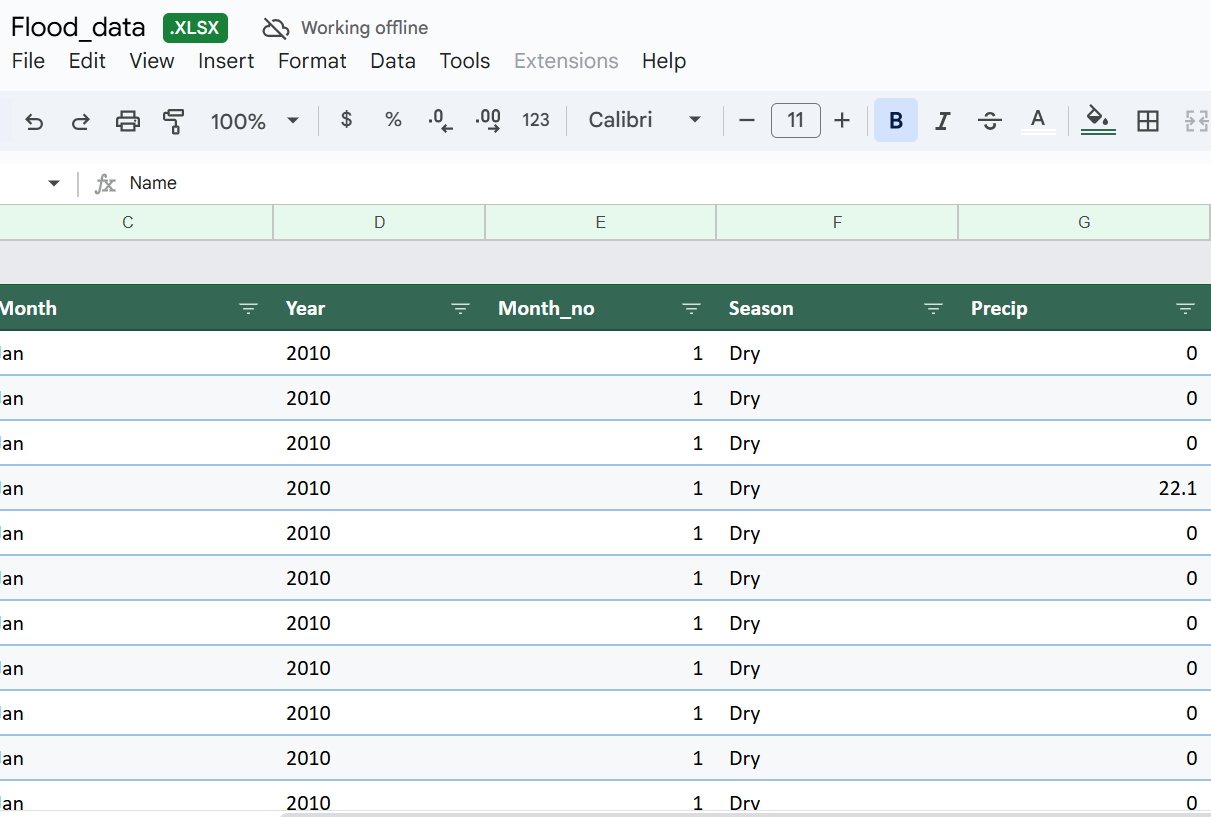 Flood_data .XLSX Working offline
File Edit View Insert Format Data Tools Extensions Help
100% $ % .0 .00 123 Calibri 11 B I S A
fx Name
C D E F G
Month Year Month_no Season Precip
Jan 2010 1 Dry 0
Jan 2010 1 Dry 0
Jan 2010 1 Dry 0
Jan 2010 1 Dry 22.1
Jan 2010 1 Dry 0
Jan 2010 1 Dry 0
Jan 2010 1 Dry 0
Jan 2010 1 Dry 0
Jan 2010 1 Dry 0
Jan 2010 1 Dry 0
Jan 2010 1 Dry 0